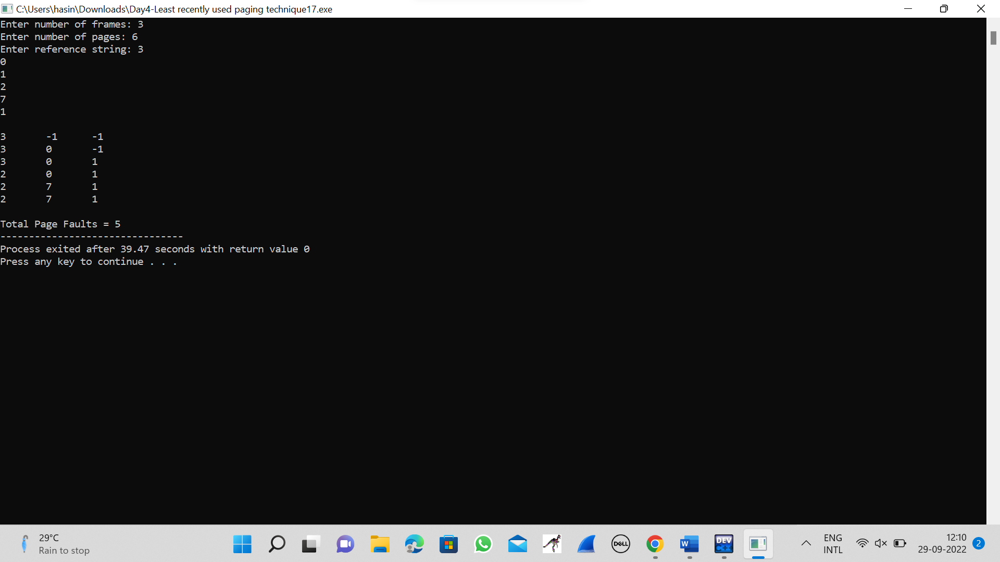 C:\Users\hasin\Downloads\Day4-Least recently used paging technique17.exe
Enter number of frames: 3
Enter number of pages: 6
Enter reference string: 3
0
1
2
7
1
3 -1 -1
3 0 -1
3 0 1
2 0 1
2 7 1
2 7 1
Total Page Faults = 5
--------------------------------
Process exited after 39.47 seconds with return value 0
Press any key to continue . . .
29°C
Rain to stop
DELL
W
DEV
C++
ENG
INTL
12:10
29-09-2022
2